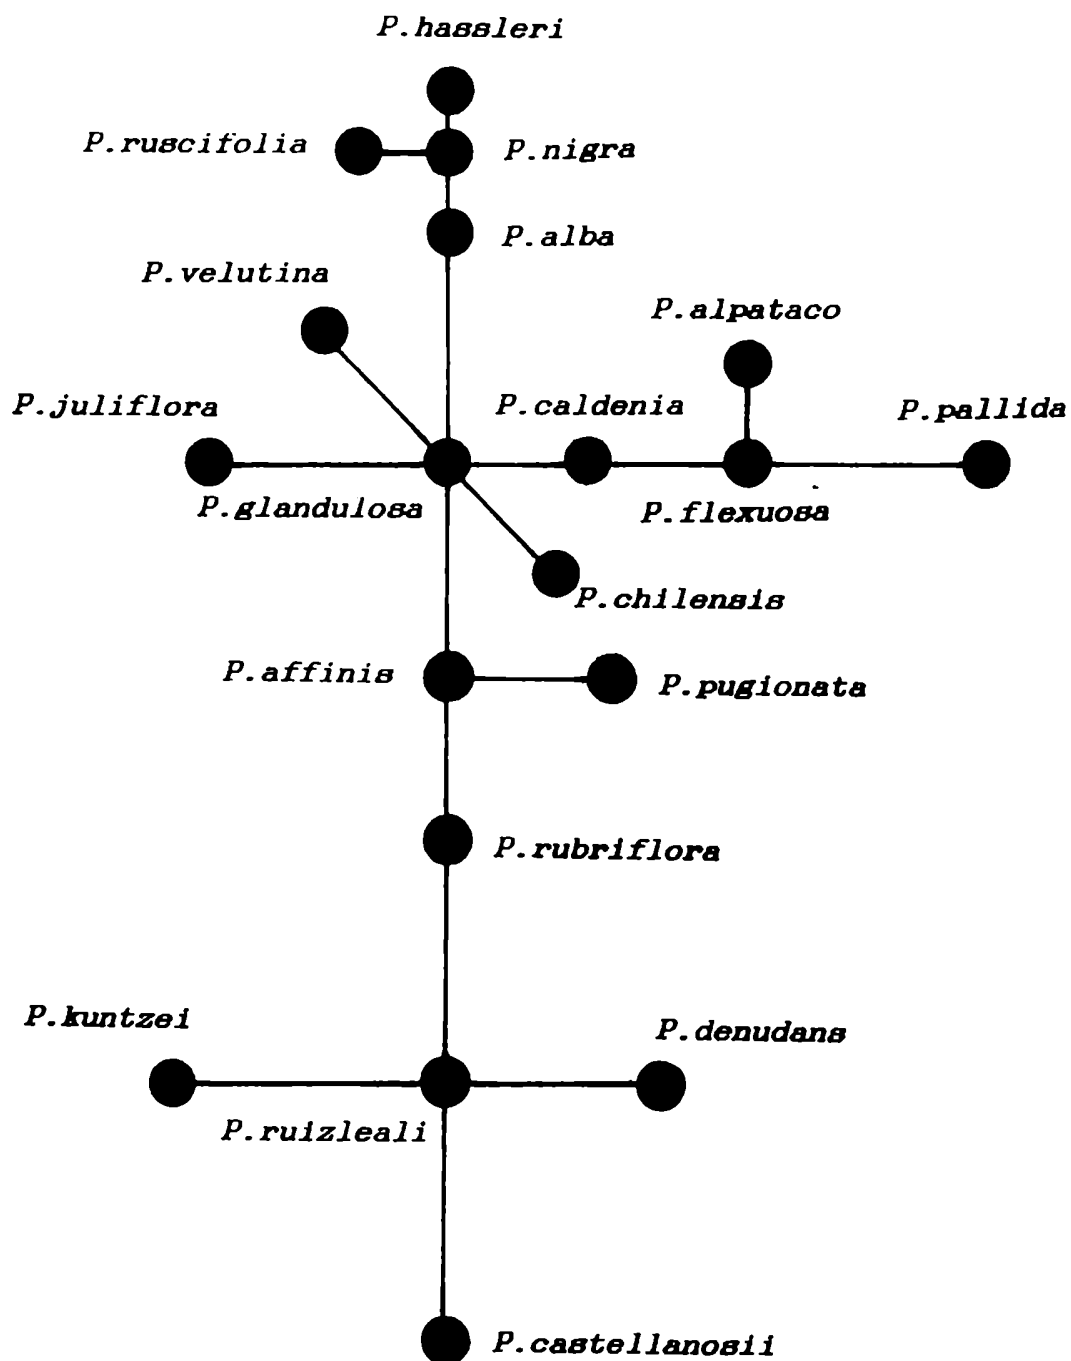 P.hassleri
P.ruscifolia
P.nigra
P.alba
P.velutina
P.alpataco
P.juliflora
P.caldenia
P.pallida
P.glandulosa
P.flexuosa
P.chilensis
P.affinis
P.pugionata
P.rubriflora
P.kuntzei
P.denudans
P.ruizleali
P.castellanosii